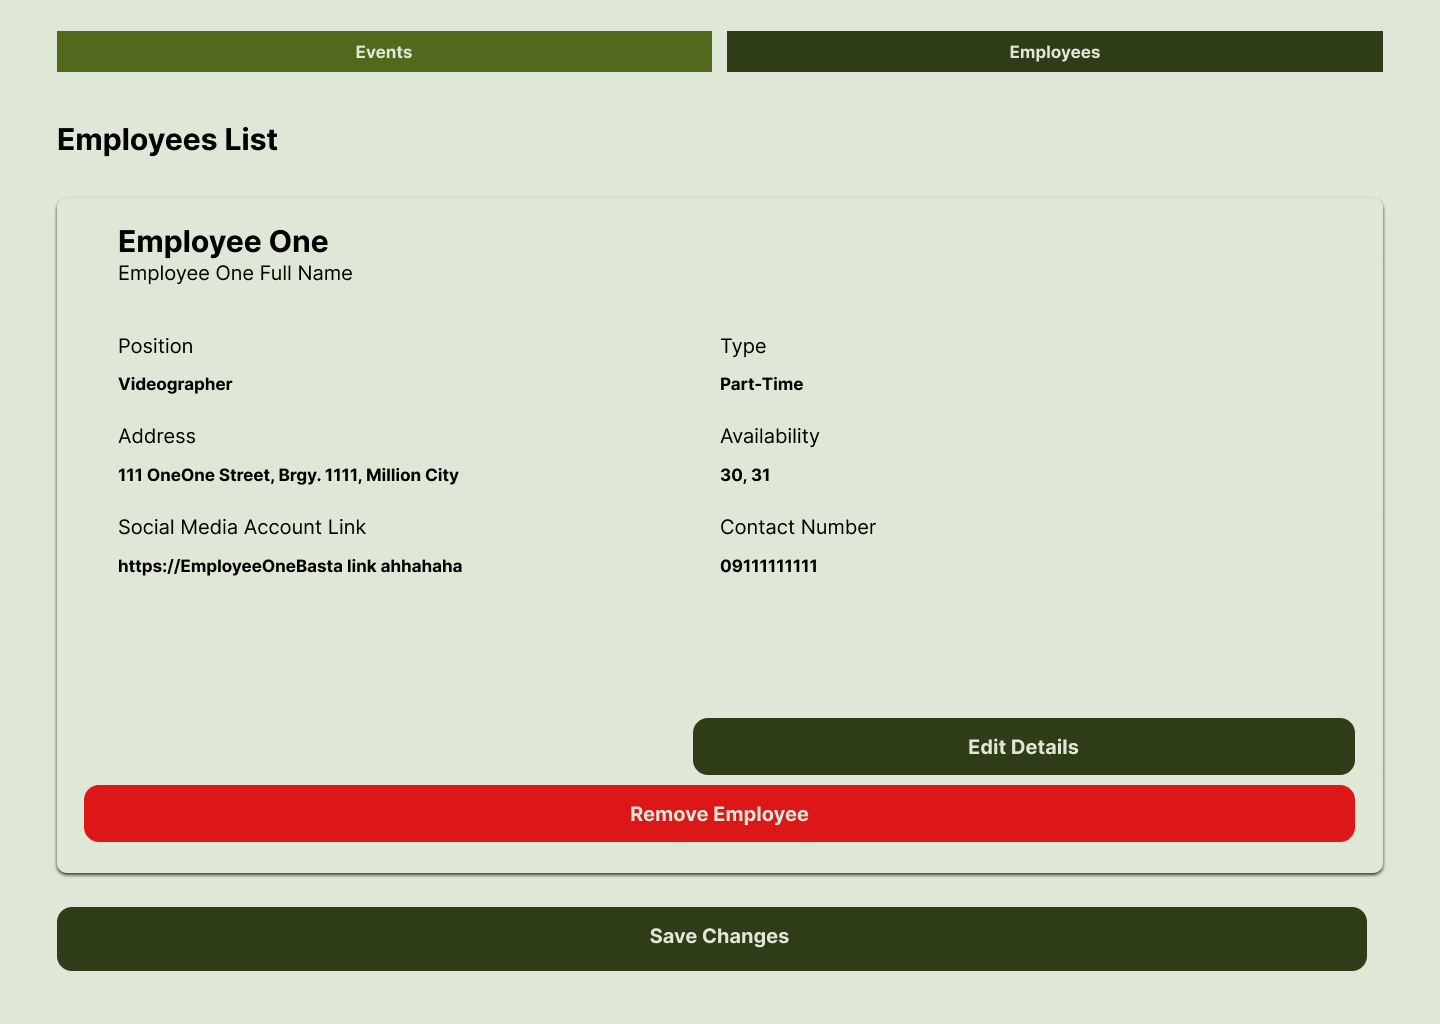 Events
Employees
Employees List
Employee One
Employee One Full Name
Position
Type
Videographer
Part-Time
Address
Availability
111 OneOne Street, Brgy. 1111, Million City
30, 31
Social Media Account Link
Contact Number
https://EmployeeOneBasta link ahhahaha
09111111111
Edit Details
Remove Employee
Save Changes